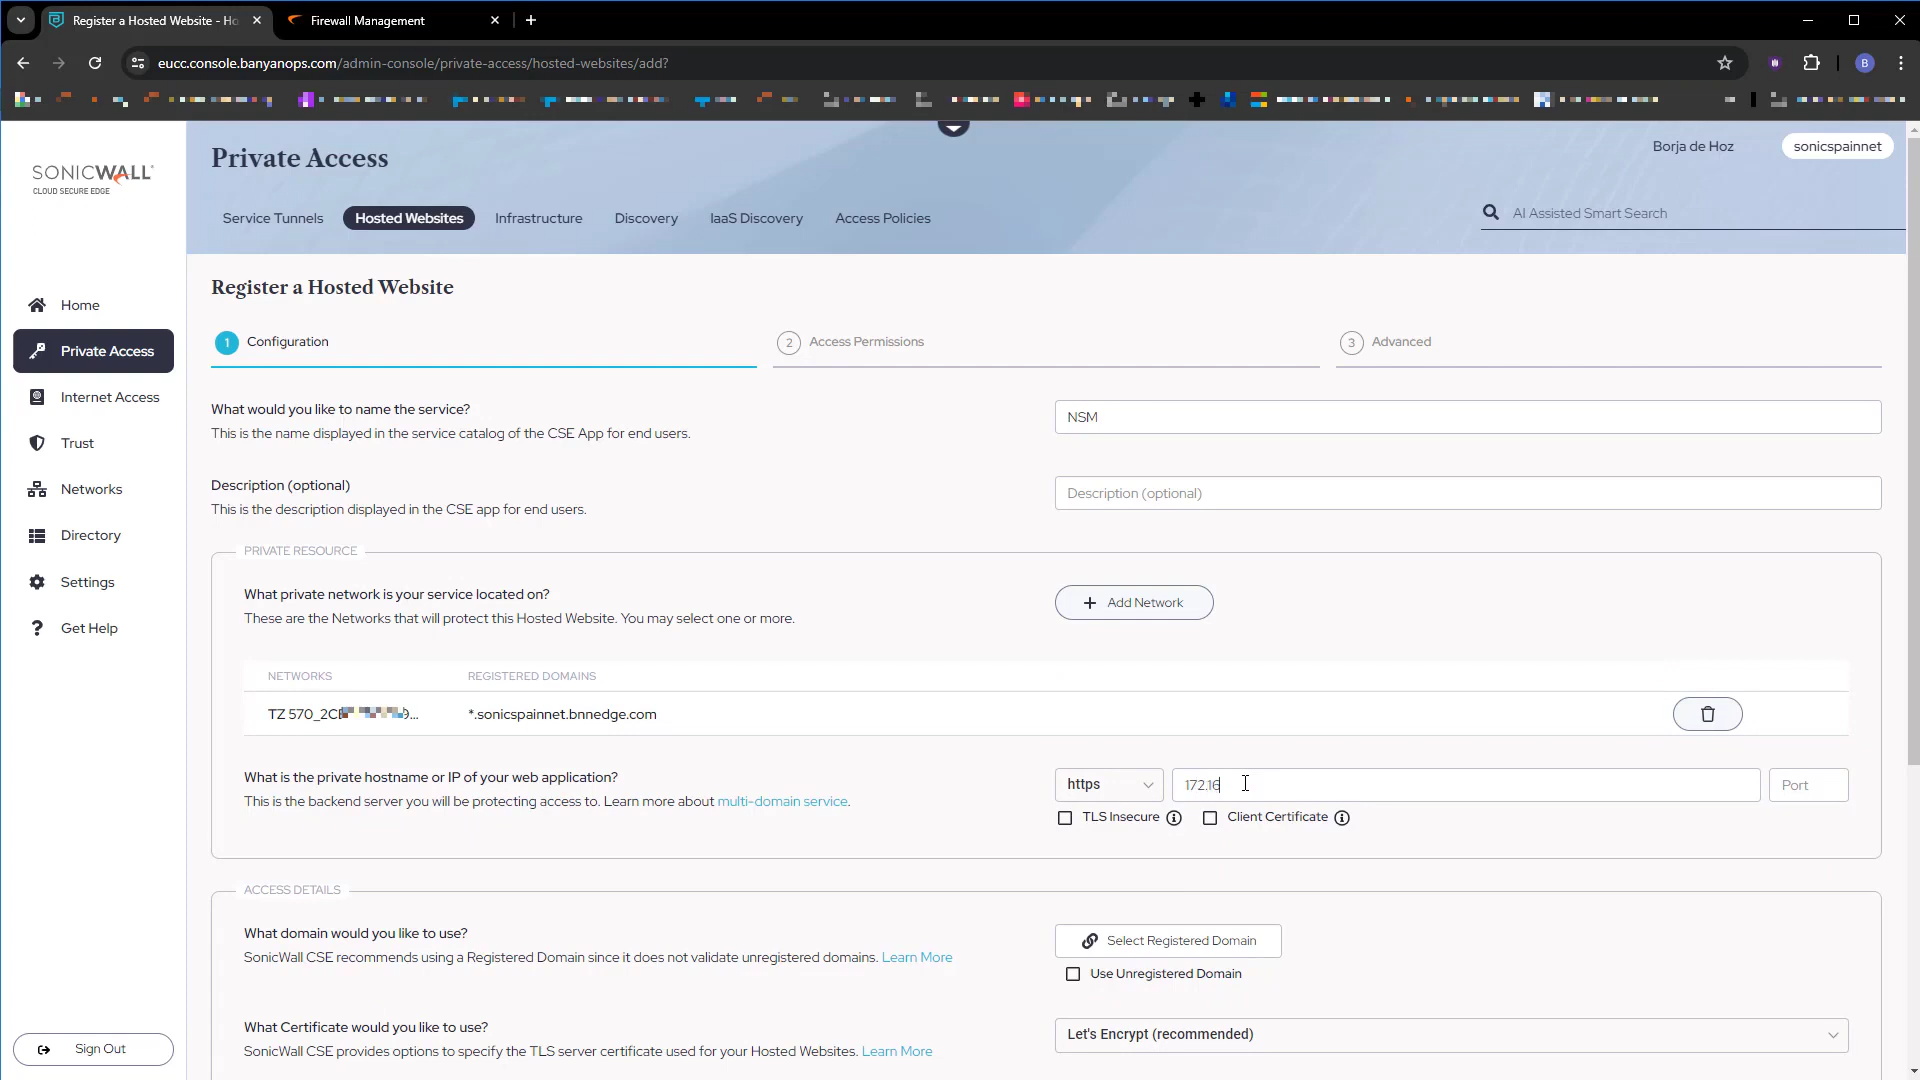 Register a Hosted Website - Ho
Firewall Management
eucc.console.banyanops.com/admin-console/private-access/hosted-websites/add?
B
SONICWALL
CLOUD SECURE EDGE
Private Access
Borja de Hoz
sonicspainnet
Service Tunnels
Hosted Websites
Infrastructure
Discovery
IaaS Discovery
Access Policies
AI Assisted Smart Search
Home
Private Access
Internet Access
Trust
Networks
Directory
Settings
Get Help
Sign Out
Register a Hosted Website
1 Configuration
2 Access Permissions
3 Advanced
What would you like to name the service?
This is the name displayed in the service catalog of the CSE App for end users.
NSM
Description (optional)
This is the description displayed in the CSE app for end users.
Description (optional)
PRIVATE RESOURCE
What private network is your service located on?
These are the Networks that will protect this Hosted Website. You may select one or more.
+ Add Network
NETWORKS
REGISTERED DOMAINS
TZ 570_2C
9...
*.sonicspainnet.bnnedge.com
What is the private hostname or IP of your web application?
This is the backend server you will be protecting access to. Learn more about multi-domain service.
https
172.16
Port
TLS Insecure
Client Certificate
ACCESS DETAILS
What domain would you like to use?
SonicWall CSE recommends using a Registered Domain since it does not validate unregistered domains. Learn More
Select Registered Domain
Use Unregistered Domain
What Certificate would you like to use?
SonicWall CSE provides options to specify the TLS server certificate used for your Hosted Websites. Learn More
Let's Encrypt (recommended)